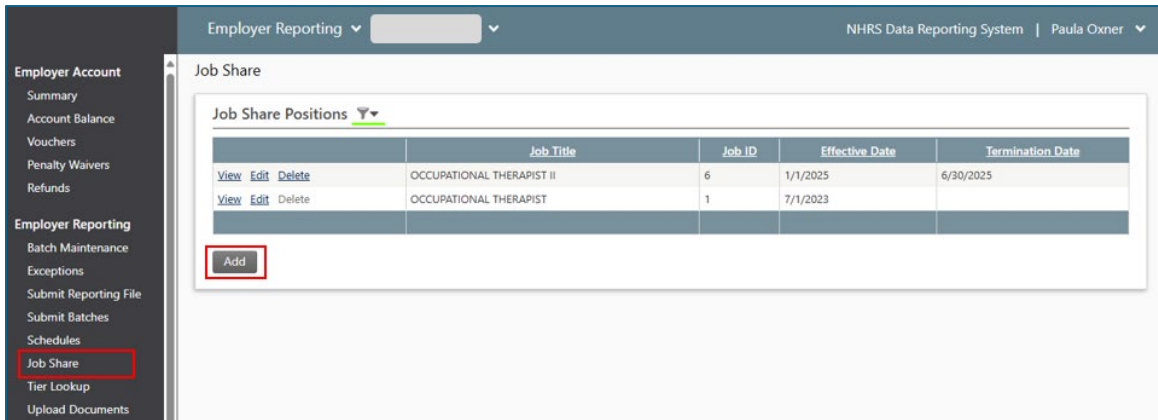 Employer Reporting
NHRS Data Reporting System | Paula Oxner
Employer Account
Summary
Account Balance
Vouchers
Penalty Waivers
Refunds
Employer Reporting
Batch Maintenance
Exceptions
Submit Reporting File
Submit Batches
Schedules
Job Share
Tier Lookup
Upload Documents
Job Share
Job Share Positions
Job Title Job ID Effective Date Termination Date
View Edit Delete OCCUPATIONAL THERAPIST II 6 1/1/2025 6/30/2025
View Edit Delete OCCUPATIONAL THERAPIST 1 7/1/2023
Add